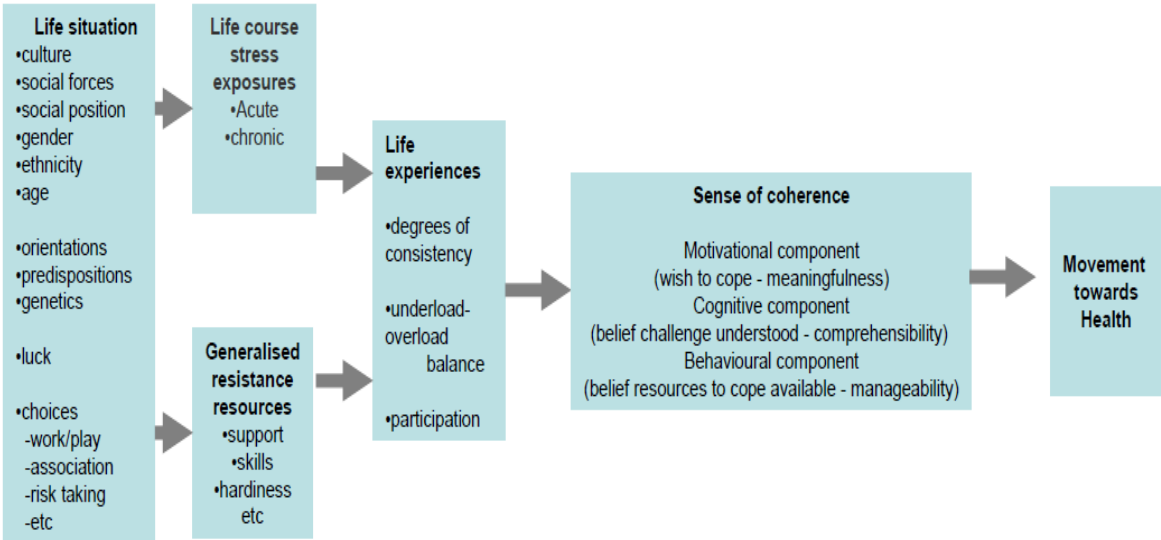 Life situation
•culture
•social forces
•social position
•gender
•ethnicity
•age
•orientations
•predispositions
•genetics
•luck
•choices
-work/play
-association
-risk taking
-etc
Life course
stress
exposures
•Acute
•chronic
Generalised
resistance
resources
•support
•skills
•hardiness
etc
Life
experiences
•degrees of
consistency
•underload-
overload
balance
•participation
Sense of coherence
Motivational component
(wish to cope - meaningfulness)
Cognitive component
(belief challenge understood - comprehensibility)
Behavioural component
(belief resources to cope available - manageability)
Movement
towards
Health